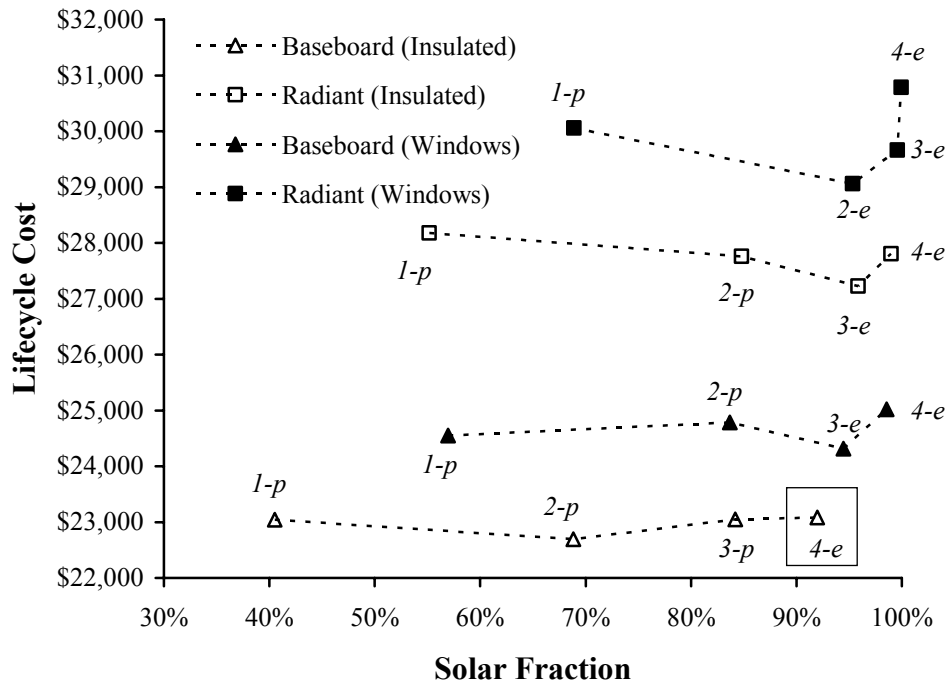 $32,000
$31,000
$30,000
$29,000
$28,000
$27,000
$26,000
$25,000
$24,000
$23,000
$22,000
Lifecycle Cost
Baseboard (Insulated)
Radiant (Insulated)
Baseboard (Windows)
Radiant (Windows)
1-p
2-e
3-e
4-e
1-p
2-p
3-e
4-e
1-p
2-p
3-e
4-e
1-p
2-p
3-p
4-e
30% 40% 50% 60% 70% 80% 90% 100%
Solar Fraction